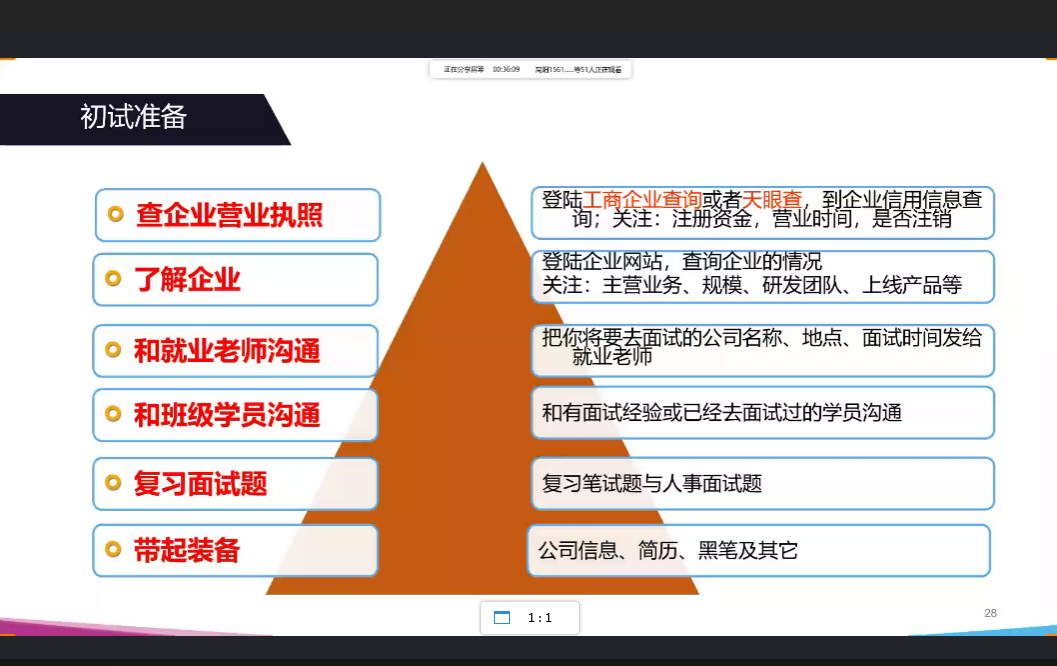 正在分享屏幕 00:36:09 等51人正在观看
初试准备
查企业营业执照
登陆工商企业查询或者天眼查，到企业信用信息查
询；关注：注册资金，营业时间，是否注销
了解企业
登陆企业网站，查询企业的情况
关注：主营业务、规模、研发团队、上线产品等
和就业老师沟通
把你将要去面试的公司名称、地点、面试时间发给
就业老师
和班级学员沟通
和有面试经验或已经去面试过的学员沟通
复习面试题
复习笔试题与人事面试题
带起装备
公司信息、简历、黑笔及其它
1:1
28